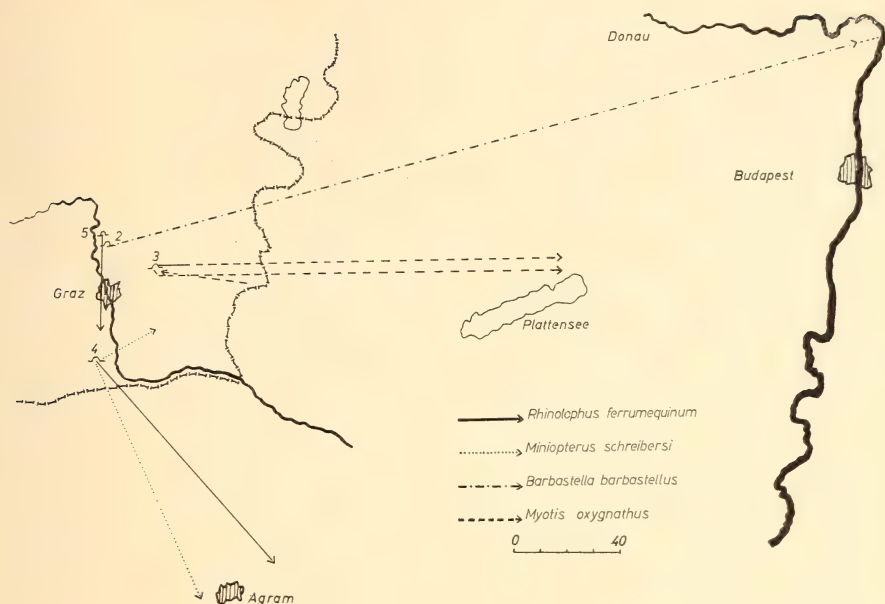 Donau
Budapest
5
2
3
Graz
Plattensee
4
Rhinolophus ferrumequinum
Miniopterus schreibersi
Barbastella barbastellus
Myotis oxygnathus
0 40
Agram